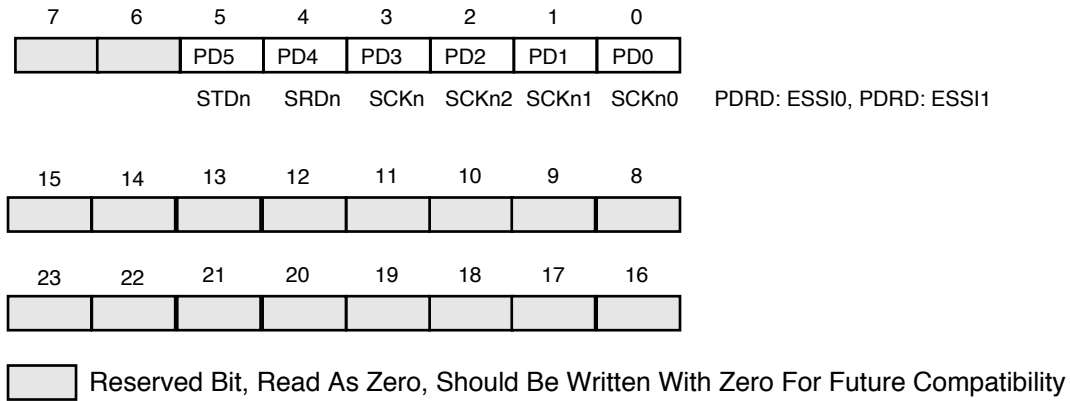 7 6 5 4 3 2 1 0
PD5 PD4 PD3 PD2 PD1 PD0
STDn SRDn SCKn SCKn2 SCKn1 SCKn0 PDRD: ESSI0, PDRD: ESSI1
15 14 13 12 11 10 9 8
23 22 21 20 19 18 17 16
Reserved Bit, Read As Zero, Should Be Written With Zero For Future Compatibility